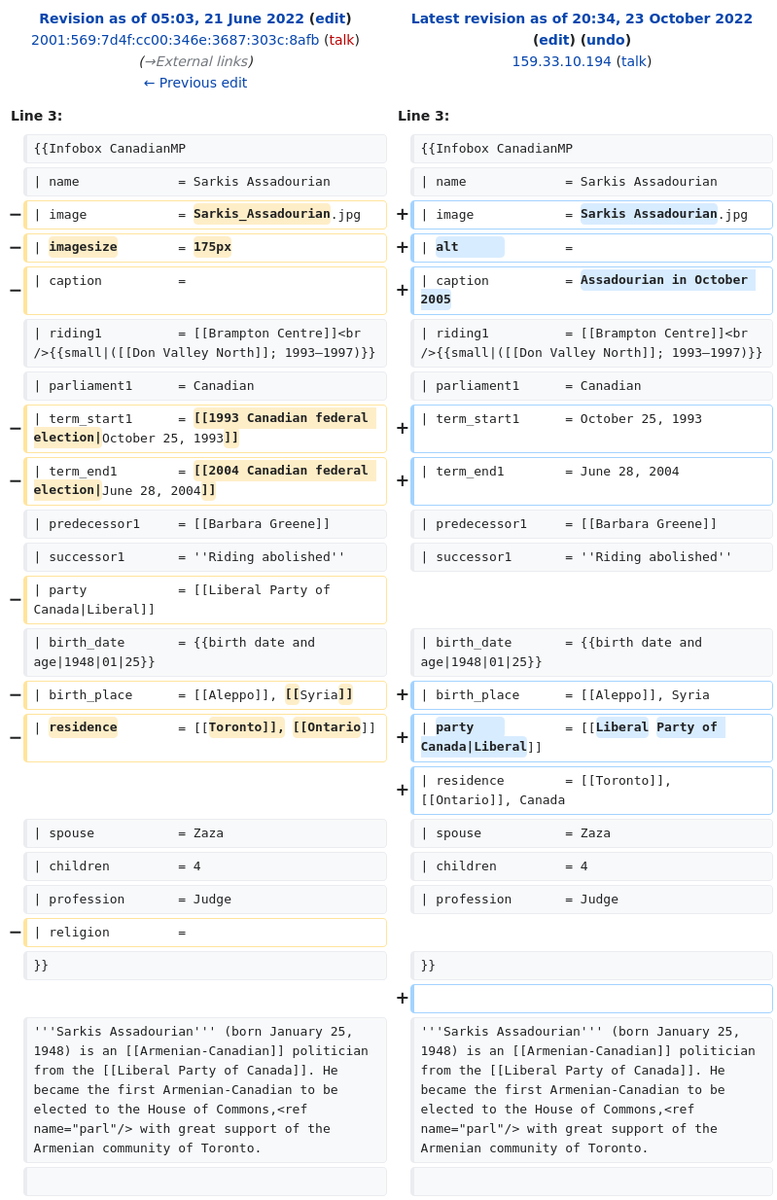 Revision as of 05:03, 21 June 2022 (edit)
2001:569:7d4f:cc00:346e:3687:303c:8afb (talk)
(→External links)
← Previous edit
Latest revision as of 20:34, 23 October 2022
(edit) (undo)
159.33.10.194 (talk)
Line 3:
Line 3:
{{Infobox CanadianMP
{{Infobox CanadianMP
| name = Sarkis Assadourian
| name = Sarkis Assadourian
− | image = Sarkis_Assadourian.jpg
+ | image = Sarkis Assadourian.jpg
− | imagesize = 175px
+ | alt =
− | caption =
+ | caption = Assadourian in October
2005
| riding1 = [[Brampton Centre]]<br
/>{{small|([[Don Valley North]]; 1993–1997)}}
| riding1 = [[Brampton Centre]]<br
/>{{small|([[Don Valley North]]; 1993–1997)}}
| parliament1 = Canadian
| parliament1 = Canadian
− | term_start1 = [[1993 Canadian federal
election|October 25, 1993]]
+ | term_start1 = October 25, 1993
− | term_end1 = [[2004 Canadian federal
election|June 28, 2004]]
+ | term_end1 = June 28, 2004
| predecessor1 = [[Barbara Greene]]
| predecessor1 = [[Barbara Greene]]
| successor1 = ''Riding abolished''
| successor1 = ''Riding abolished''
− | party = [[Liberal Party of
Canada|Liberal]]
| birth_date = {{birth date and
age|1948|01|25}}
| birth_date = {{birth date and
age|1948|01|25}}
− | birth_place = [[Aleppo]], [[Syria]]
+ | birth_place = [[Aleppo]], Syria
− | residence = [[Toronto]], [[Ontario]]
+ | party = [[Liberal Party of
Canada|Liberal]]
+ | residence = [[Toronto]],
[[Ontario]], Canada
| spouse = Zaza
| spouse = Zaza
| children = 4
| children = 4
| profession = Judge
| profession = Judge
− | religion =
}}
}}
+
'''Sarkis Assadourian''' (born January 25,
1948) is an [[Armenian-Canadian]] politician
from the [[Liberal Party of Canada]]. He
became the first Armenian-Canadian to be
elected to the House of Commons,<ref
name="parl"/> with great support of the
Armenian community of Toronto.
'''Sarkis Assadourian''' (born January 25,
1948) is an [[Armenian-Canadian]] politician
from the [[Liberal Party of Canada]]. He
became the first Armenian-Canadian to be
elected to the House of Commons,<ref
name="parl"/> with great support of the
Armenian community of Toronto.